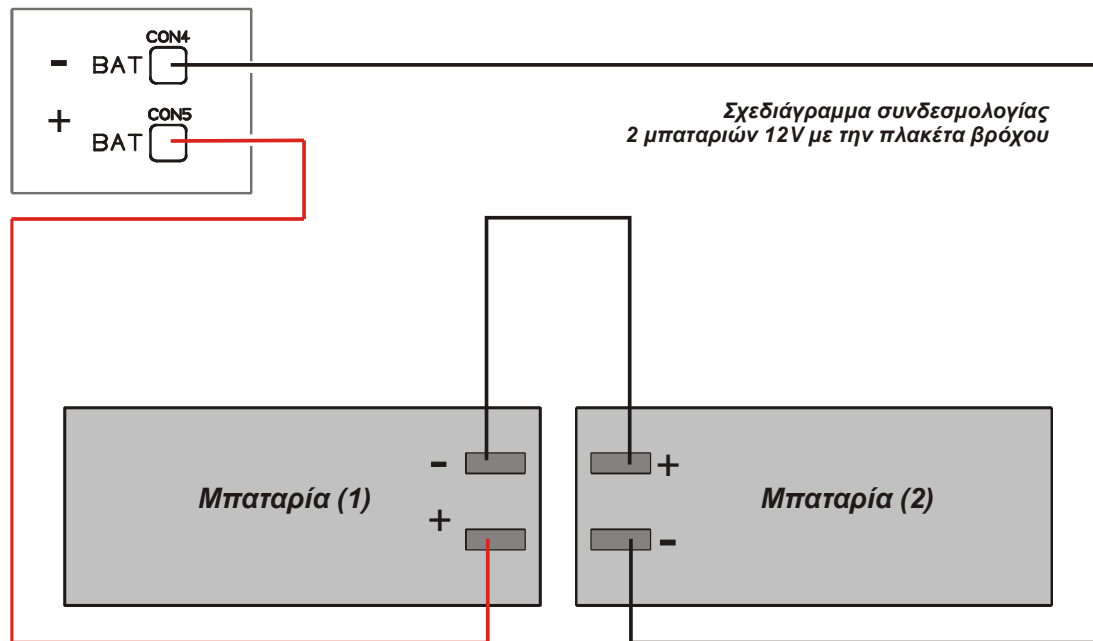 CON4
- BAT
CON5
+ BAT
Σχεδιάγραμμα συνδεσμολογίας
2 μπαταριών 12V με την πλακέτα βρόχου
- +
Μπαταρία (1)
Μπαταρία (2)
+ -